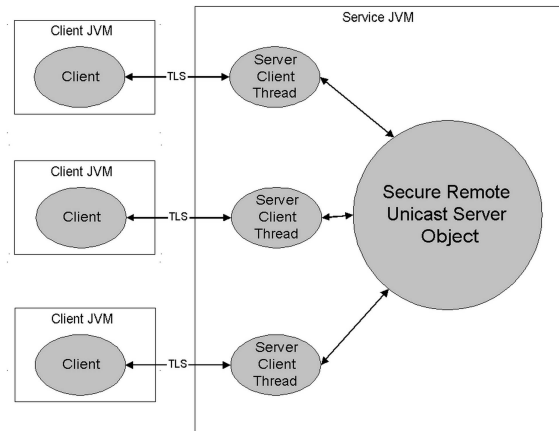 Service JVM
Client JVM
Client
TLS
Server
Client
Thread
Client JVM
Client
TLS
Server
Client
Thread
Secure Remote
Unicast Server
Object
Client JVM
Client
TLS
Server
Client
Thread